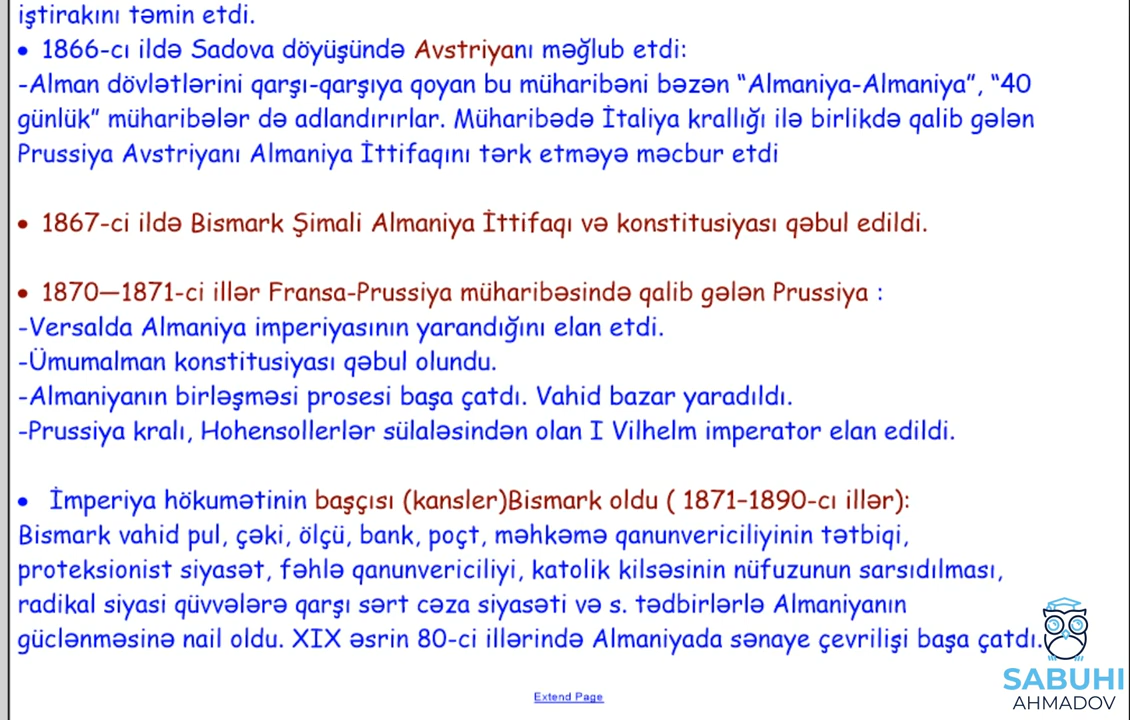 iştirakını təmin etdi.
• 1866-cı ildə Sadova döyüşündə Avstriyanı məğlub etdi:
-Alman dövlətlərini qarşı-qarşıya qoyan bu müharibəni bəzən “Almaniya-Almaniya”, “40
günlük” müharibələr də adlandırırlar. Müharibədə İtaliya krallığı ilə birlikdə qalib gələn
Prussiya Avstriyanı Almaniya İttifaqını tərk etməyə məcbur etdi
• 1867-ci ildə Bismark Şimali Almaniya İttifaqı və konstitusiyası qəbul edildi.
• 1870—1871-ci illər Fransa-Prussiya müharibəsində qalib gələn Prussiya :
-Versalda Almaniya imperiyasının yarandığını elan etdi.
-Ümumalman konstitusiyası qəbul olundu.
-Almaniyanın birləşməsi prosesi başa çatdı. Vahid bazar yaradıldı.
-Prussiya kralı, Hohensollerlər sülaləsindən olan I Vilhelm imperator elan edildi.
• İmperiya hökumətinin başçısı (kansler)Bismark oldu ( 1871–1890-cı illər):
Bismark vahid pul, çəki, ölçü, bank, poçt, məhkəmə qanunvericiliyinin tətbiqi,
proteksionist siyasət, fəhlə qanunvericiliyi, katolik kilsəsinin nüfuzunun sarsıdılması,
radikal siyasi qüvvələrə qarşı sərt cəza siyasəti və s. tədbirlərlə Almaniyanın
güclənməsinə nail oldu. XIX əsrin 80-ci illərində Almaniyada sənaye çevrilişi başa çatdı.
SABUHI
AHMADOV
Extend Page